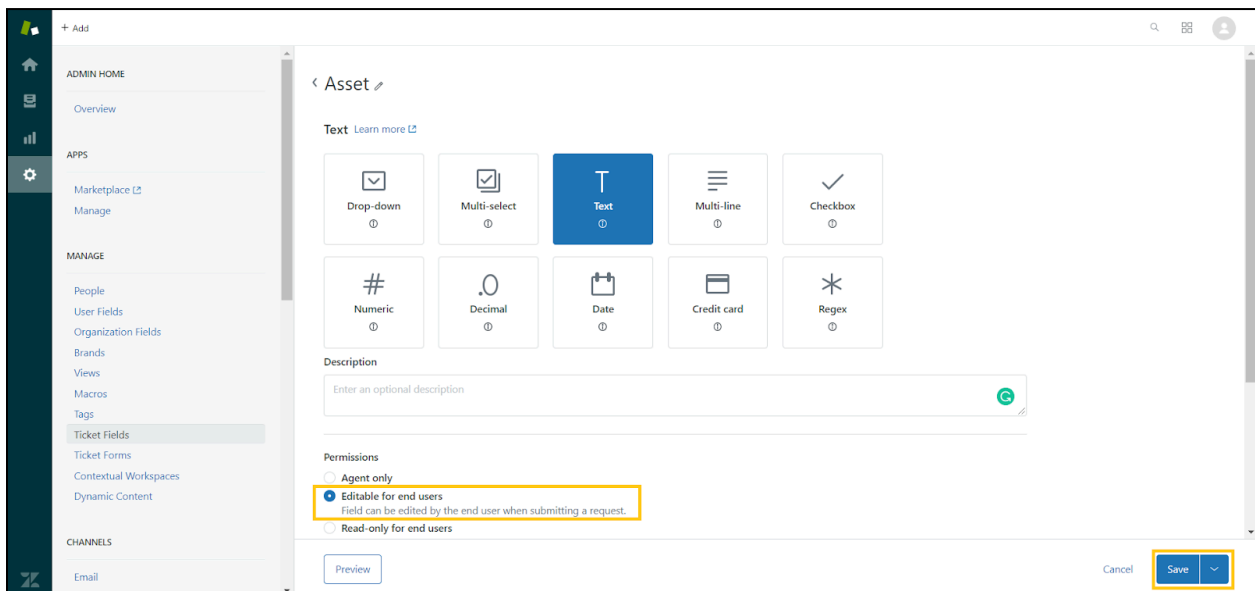 + Add
ADMIN HOME
Overview
APPS
Marketplace
Manage
MANAGE
People
User Fields
Organization Fields
Brands
Views
Macros
Tags
Ticket Fields
Ticket Forms
Contextual Workspaces
Dynamic Content
CHANNELS
Email
Asset
Text Learn more
Drop-down
Multi-select
Text
Multi-line
Checkbox
Numeric
Decimal
Date
Credit card
Regex
Description
Enter an optional description
Permissions
Agent only
Editable for end users
Field can be edited by the end user when submitting a request.
Read-only for end users
Preview
Cancel
Save